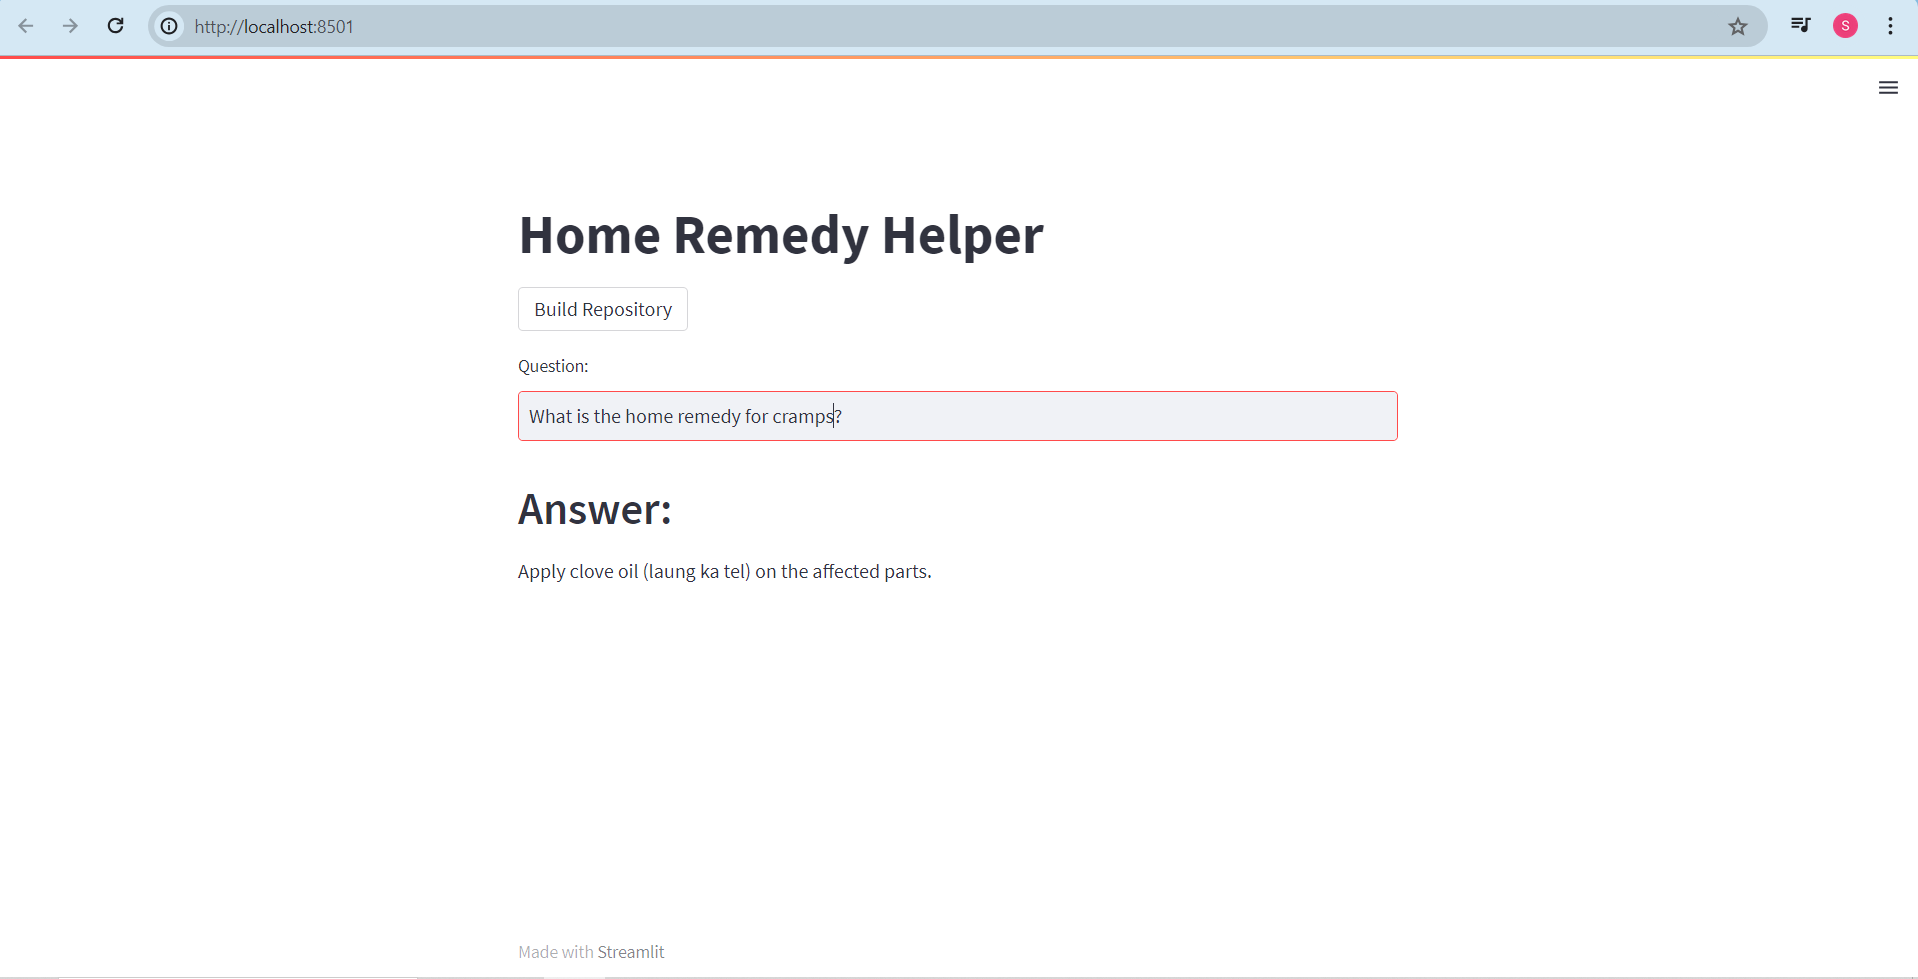 http://localhost:8501
S
Home Remedy Helper
Build Repository
Question:
What is the home remedy for cramps?
Answer:
Apply clove oil (laung ka tel) on the affected parts.
Made with Streamlit